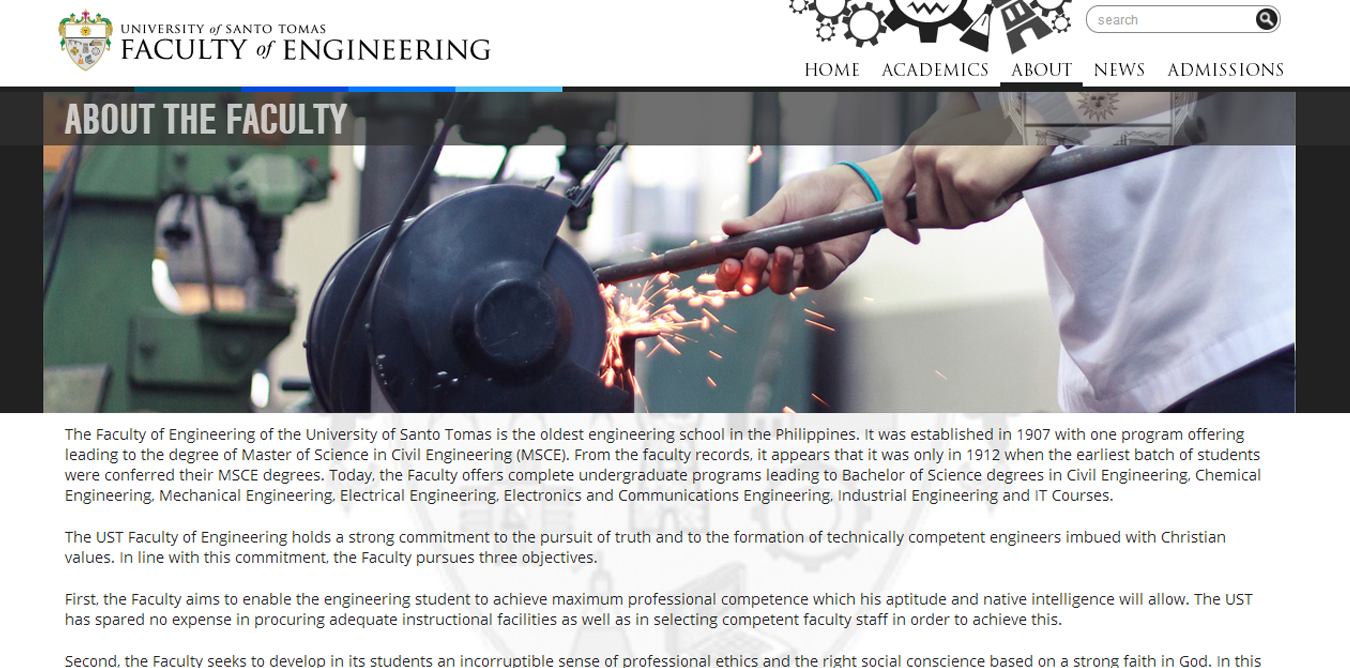 UNIVERSITY of SANTO TOMAS
FACULTY of ENGINEERING
search
HOME ACADEMICS ABOUT NEWS ADMISSIONS
ABOUT THE FACULTY
The Faculty of Engineering of the University of Santo Tomas is the oldest engineering school in the Philippines. It was established in 1907 with one program offering
leading to the degree of Master of Science in Civil Engineering (MSCE). From the faculty records, it appears that it was only in 1912 when the earliest batch of students
were conferred their MSCE degrees. Today, the Faculty offers complete undergraduate programs leading to Bachelor of Science degrees in Civil Engineering, Chemical
Engineering, Mechanical Engineering, Electrical Engineering, Electronics and Communications Engineering, Industrial Engineering and IT Courses.
The UST Faculty of Engineering holds a strong commitment to the pursuit of truth and to the formation of technically competent engineers imbued with Christian
values. In line with this commitment, the Faculty pursues three objectives.
First, the Faculty aims to enable the engineering student to achieve maximum professional competence which his aptitude and native intelligence will allow. The UST
has spared no expense in procuring adequate instructional facilities as well as in selecting competent faculty staff in order to achieve this.
Second, the Faculty seeks to develop in its students an incorruptible sense of professional ethics and the right social conscience based on a strong faith in God. In this